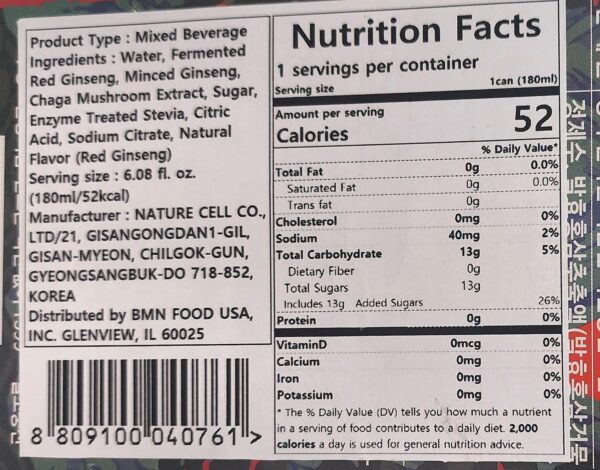 Product Type : Mixed Beverage
Ingredients : Water, Fermented
Red Ginseng, Minced Ginseng,
Chaga Mushroom Extract, Sugar,
Enzyme Treated Stevia, Citric
Acid, Sodium Citrate, Natural
Flavor (Red Ginseng)
Serving size : 6.08 fl. oz.
(180ml/52kcal)
Manufacturer : NATURE CELL CO.,
LTD/21, GISANGONGDAN1-GIL,
GISAN-MYEON, CHILGOK-GUN,
GYEONGSANGBUK-DO 718-852,
KOREA
Distributed by BMN FOOD USA,
INC. GLENVIEW, IL 60025
8 809100 040761 >
Nutrition Facts
1 servings per container
Serving size 1can (180ml)
Amount per serving
Calories 52
% Daily Value*
Total Fat 0g 0.0%
Saturated Fat 0g 0.0%
Trans fat 0g
Cholesterol 0mg 0%
Sodium 40mg 2%
Total Carbohydrate 13g 5%
Dietary Fiber 0g
Total Sugars 13g
Includes 13g Added Sugars 26%
Protein 0g 0%
VitaminD 0mcg 0%
Calcium 0mg 0%
Iron 0mg 0%
Potassium 0mg 0%
* The % Daily Value (DV) tells you how much a nutrient
in a serving of food contributes to a daily diet. 2,000
calories a day is used for general nutrition advice.